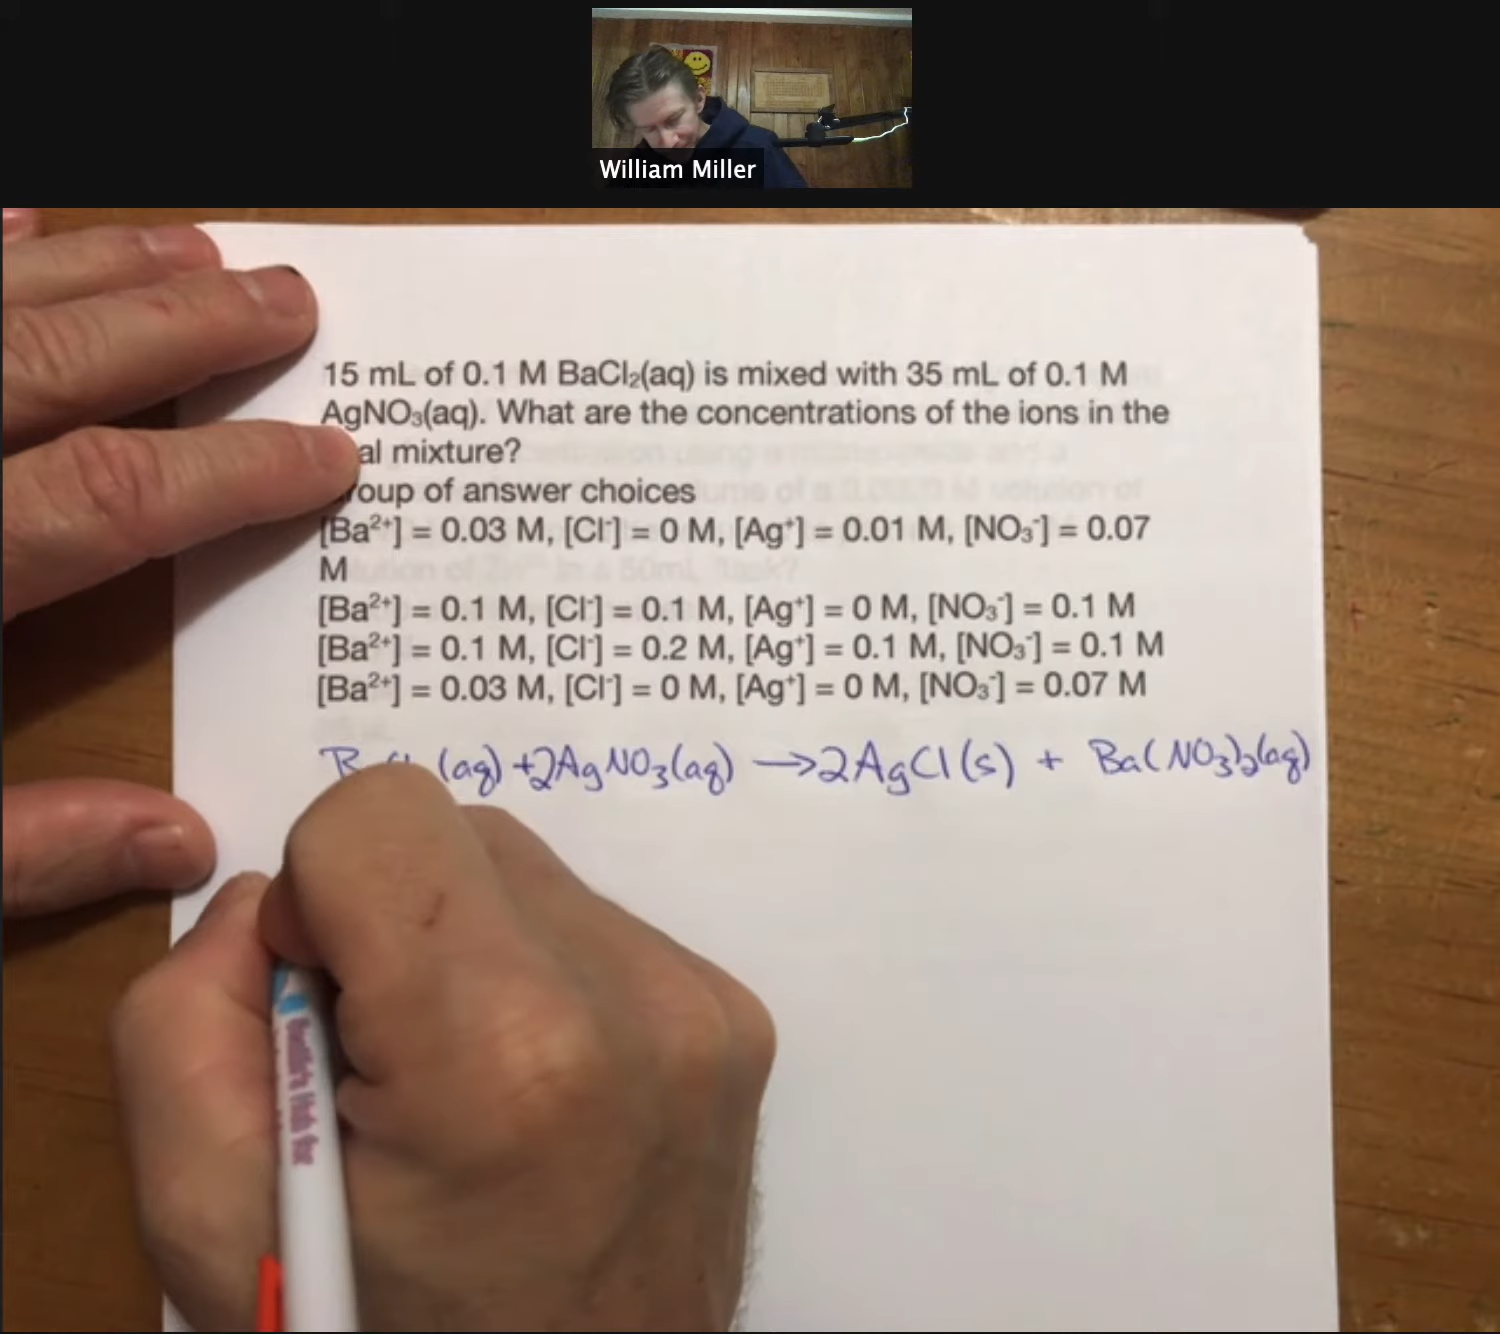 William Miller
15 mL of 0.1 M BaCl₂(aq) is mixed with 35 mL of 0.1 M
AgNO₃(aq). What are the concentrations of the ions in the
al mixture?
roup of answer choices
[Ba²⁺] = 0.03 M, [Cl⁻] = 0 M, [Ag⁺] = 0.01 M, [NO₃⁻] = 0.07
M
[Ba²⁺] = 0.1 M, [Cl⁻] = 0.1 M, [Ag⁺] = 0 M, [NO₃⁻] = 0.1 M
[Ba²⁺] = 0.1 M, [Cl⁻] = 0.2 M, [Ag⁺] = 0.1 M, [NO₃⁻] = 0.1 M
[Ba²⁺] = 0.03 M, [Cl⁻] = 0 M, [Ag⁺] = 0 M, [NO₃⁻] = 0.07 M
(aq) + 2AgNO₃(aq) → 2AgCl(s) + Ba(NO₃)₂(aq)